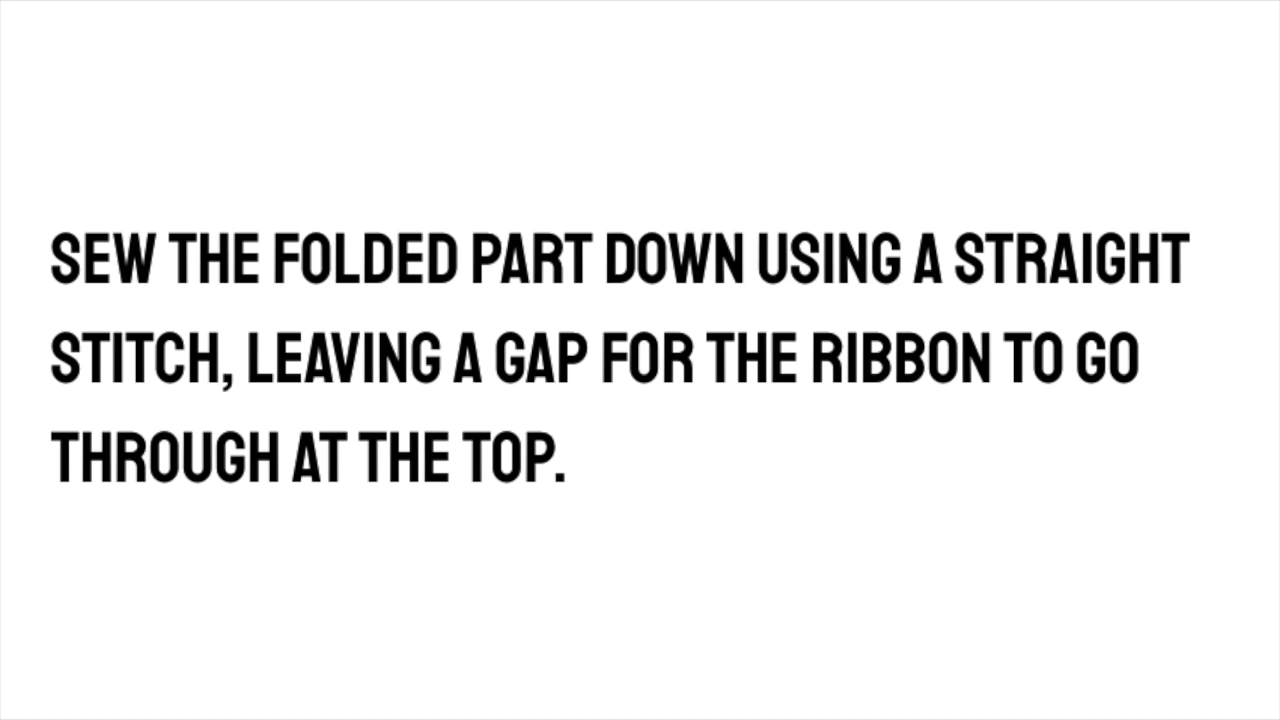 SEW THE FOLDED PART DOWN USING A STRAIGHT
STITCH, LEAVING A GAP FOR THE RIBBON TO GO
THROUGH AT THE TOP.